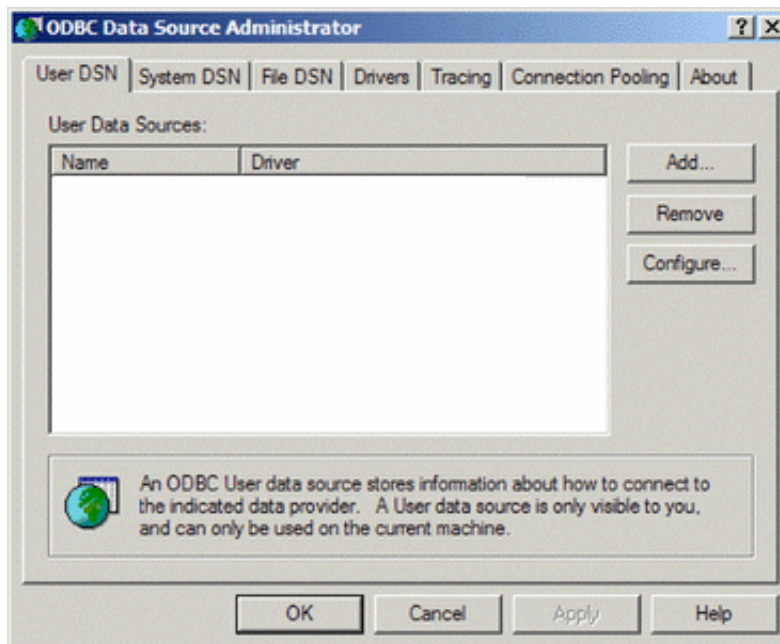 ODBC Data Source Administrator
User DSN System DSN File DSN Drivers Tracing Connection Pooling About
User Data Sources:
Name Driver
Add...
Remove
Configure...
An ODBC User data source stores information about how to connect to
the indicated data provider. A User data source is only visible to you,
and can only be used on the current machine.
OK Cancel Apply Help